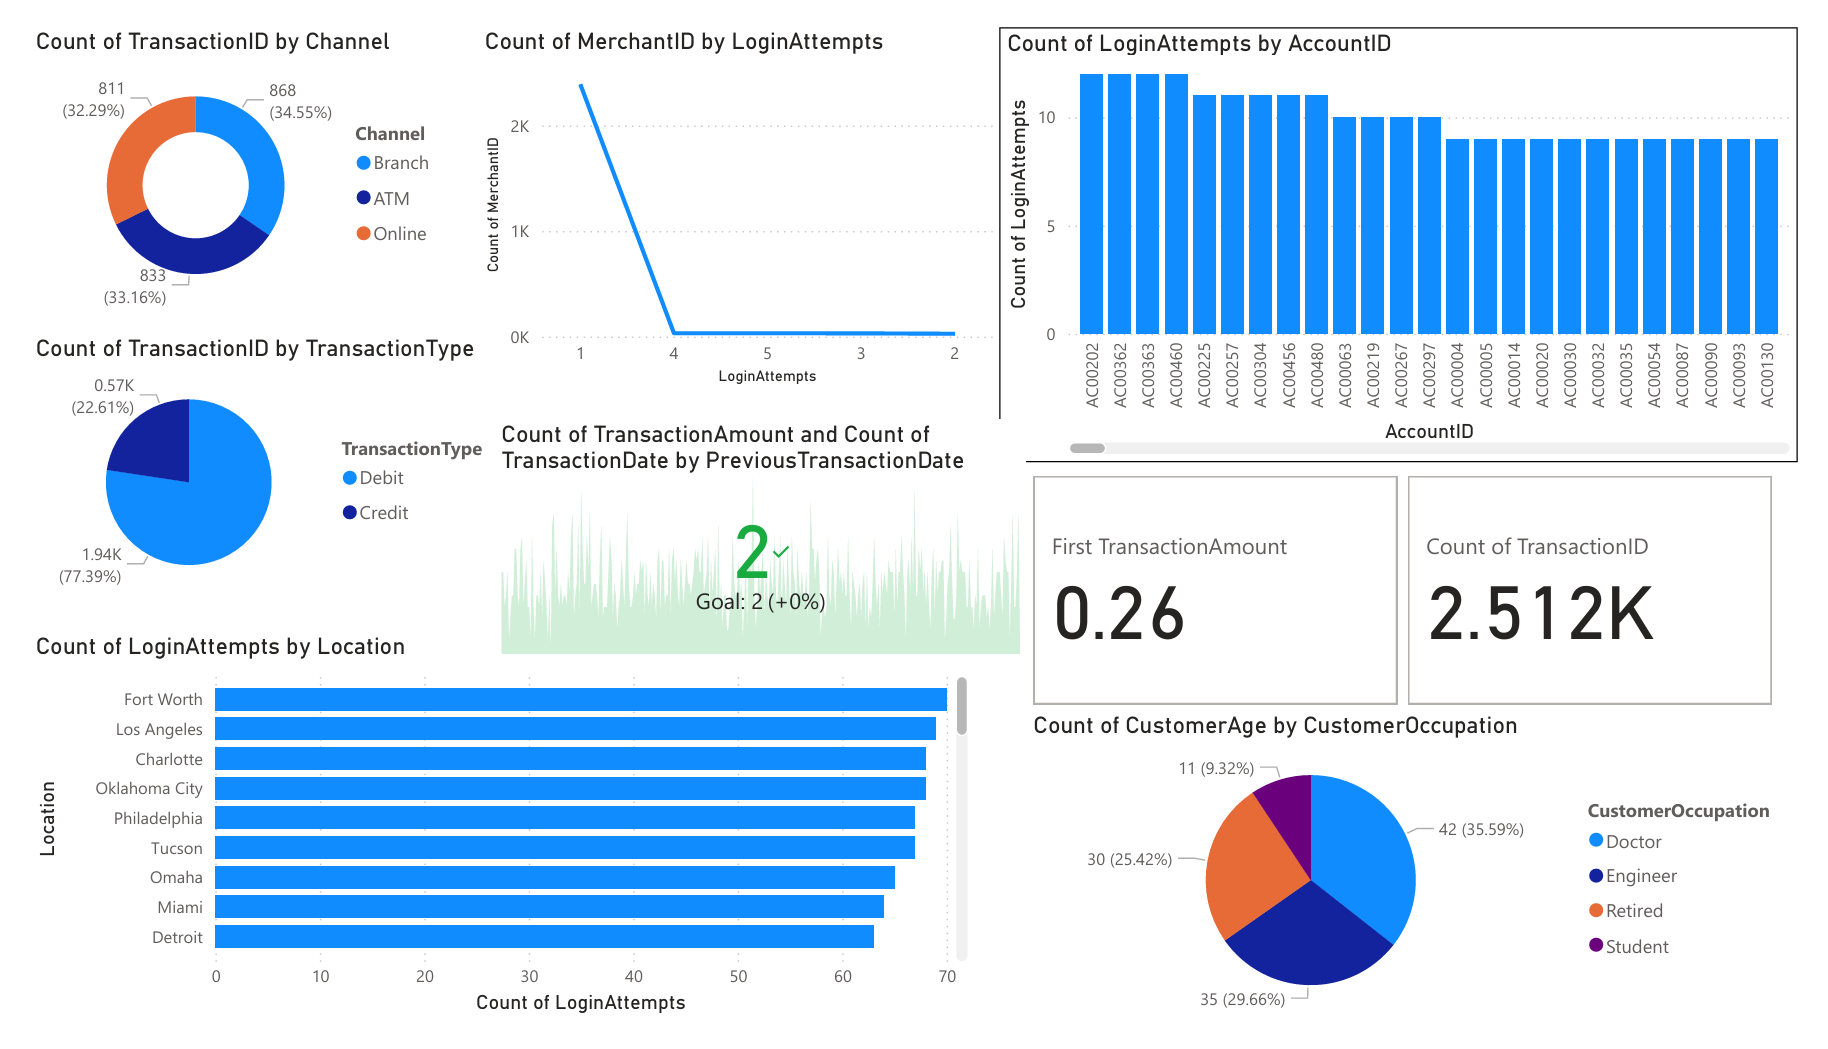 Count of TransactionID by Channel
811
(32.29%)
868
(34.55%)
833
(33.16%)
Channel
Branch
ATM
Online
Count of MerchantID by LoginAttempts
Count of MerchantID
2K
1K
0K
1 4 5 3 2
LoginAttempts
Count of LoginAttempts by AccountID
Count of LoginAttempts
10
5
0
AC00202
AC00362
AC00363
AC00460
AC00225
AC00257
AC00304
AC00456
AC00480
AC00063
AC00219
AC00267
AC00297
AC00004
AC00005
AC00014
AC00020
AC00030
AC00032
AC00035
AC00054
AC00087
AC00090
AC00093
AC00130
AccountID
Count of TransactionID by TransactionType
0.57K
(22.61%)
1.94K
(77.39%)
TransactionType
Debit
Credit
Count of TransactionAmount and Count of
TransactionDate by PreviousTransactionDate
2
Goal: 2 (+0%)
First TransactionAmount
0.26
Count of TransactionID
2.512K
Count of LoginAttempts by Location
Location
Fort Worth
Los Angeles
Charlotte
Oklahoma City
Philadelphia
Tucson
Omaha
Miami
Detroit
0 10 20 30 40 50 60 70
Count of LoginAttempts
Count of CustomerAge by CustomerOccupation
11 (9.32%)
42 (35.59%)
30 (25.42%)
35 (29.66%)
CustomerOccupation
Doctor
Engineer
Retired
Student